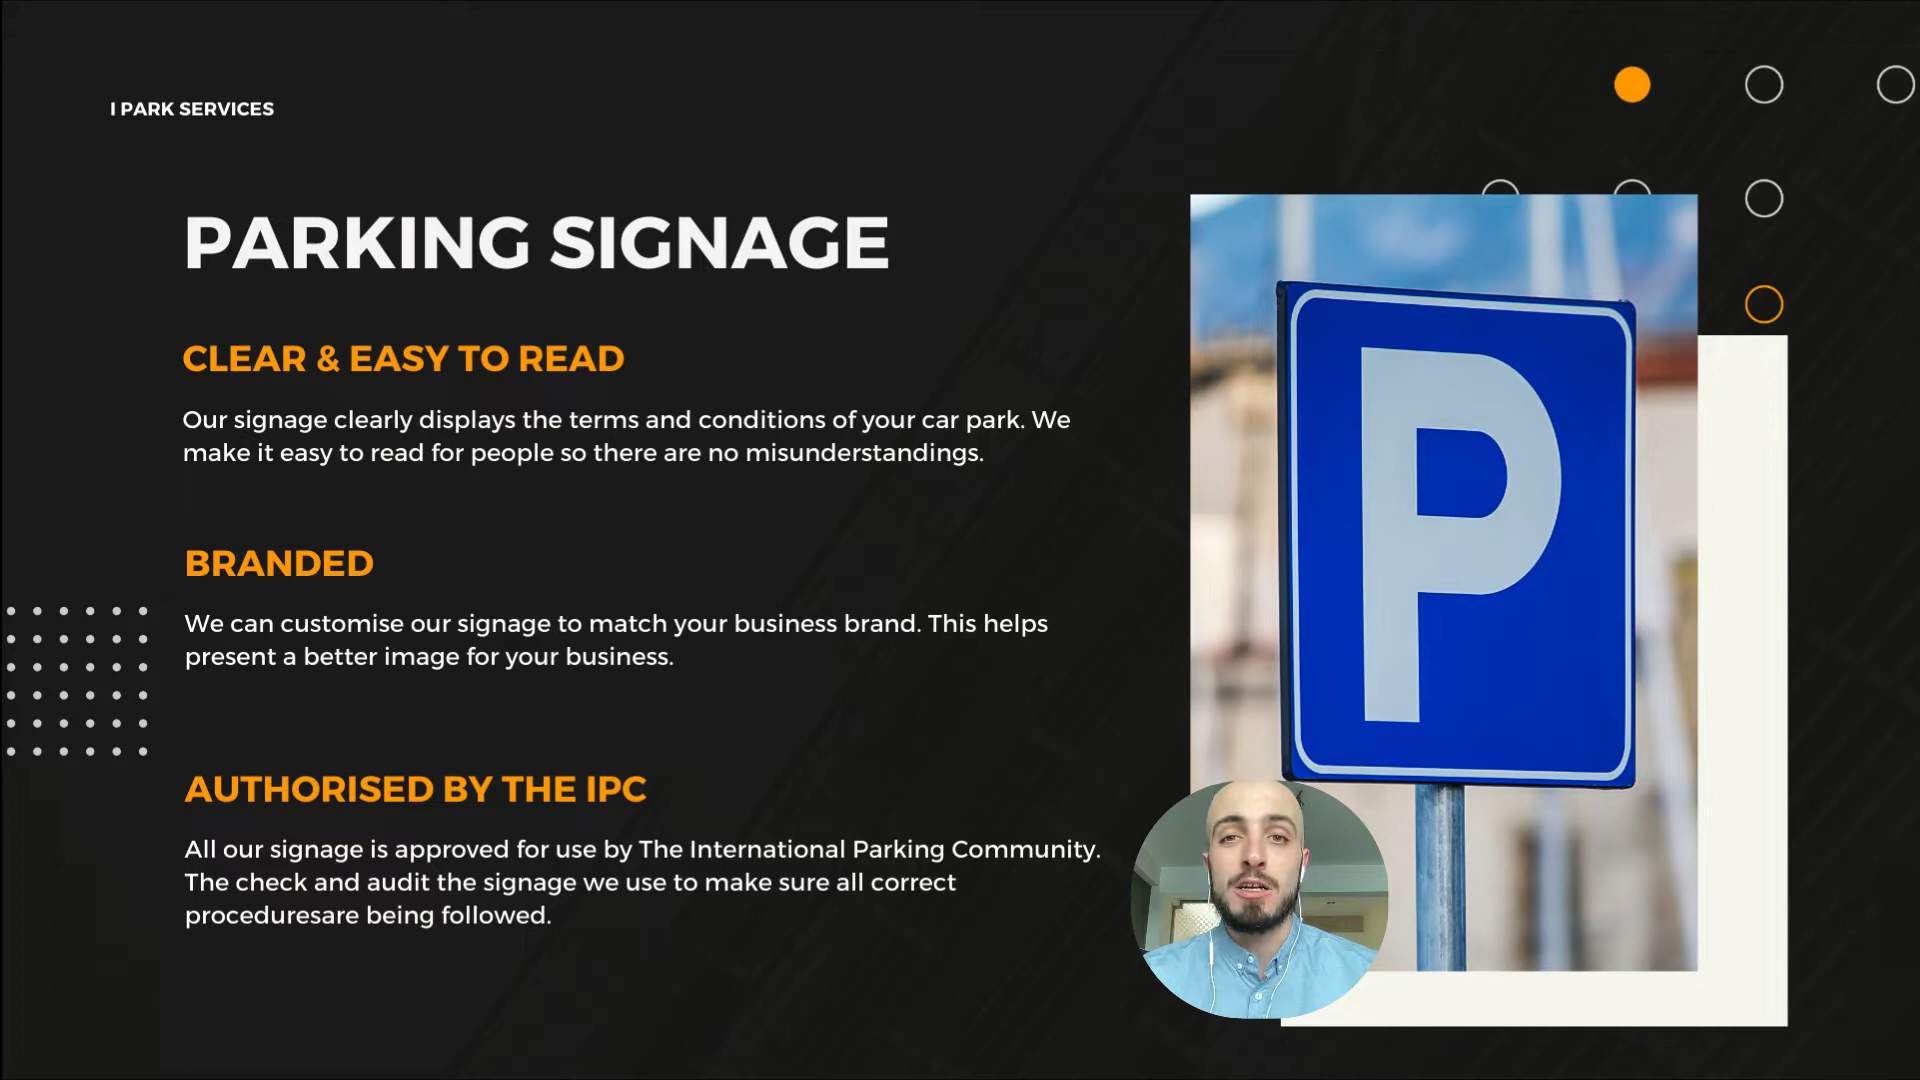 I PARK SERVICES
PARKING SIGNAGE
CLEAR & EASY TO READ
Our signage clearly displays the terms and conditions of your car park. We
make it easy to read for people so there are no misunderstandings.
BRANDED
We can customise our signage to match your business brand. This helps
present a better image for your business.
AUTHORISED BY THE IPC
All our signage is approved for use by The International Parking Community.
The check and audit the signage we use to make sure all correct
proceduresare being followed.
P